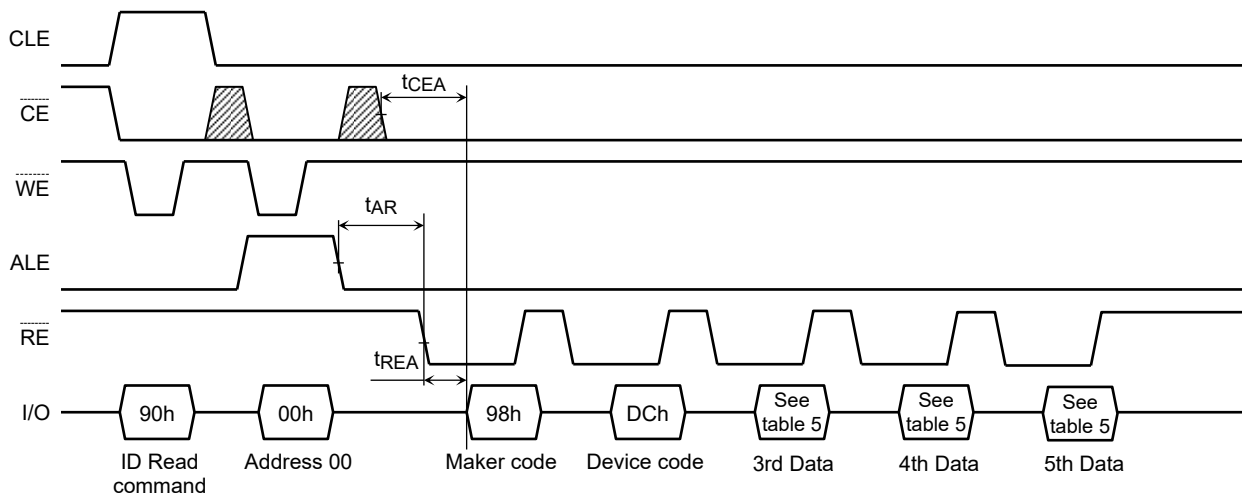 CLE
tCEA
CE
WE
tAR
ALE
RE
tREA
I/O
90h
00h
98h
DCh
See
table 5
See
table 5
See
table 5
ID Read
command
Address 00
Maker code
Device code
3rd Data
4th Data
5th Data